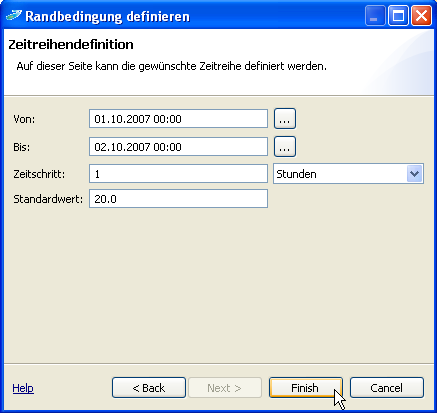 Randbedingung definieren
Zeitreihendefinition
Auf dieser Seite kann die gewünschte Zeitreihe definiert werden.
Von: 01.10.2007 00:00 ...
Bis: 02.10.2007 00:00 ...
Zeitschritt: 1 Stunden
Standardwert: 20.0
Help < Back Next > Finish Cancel